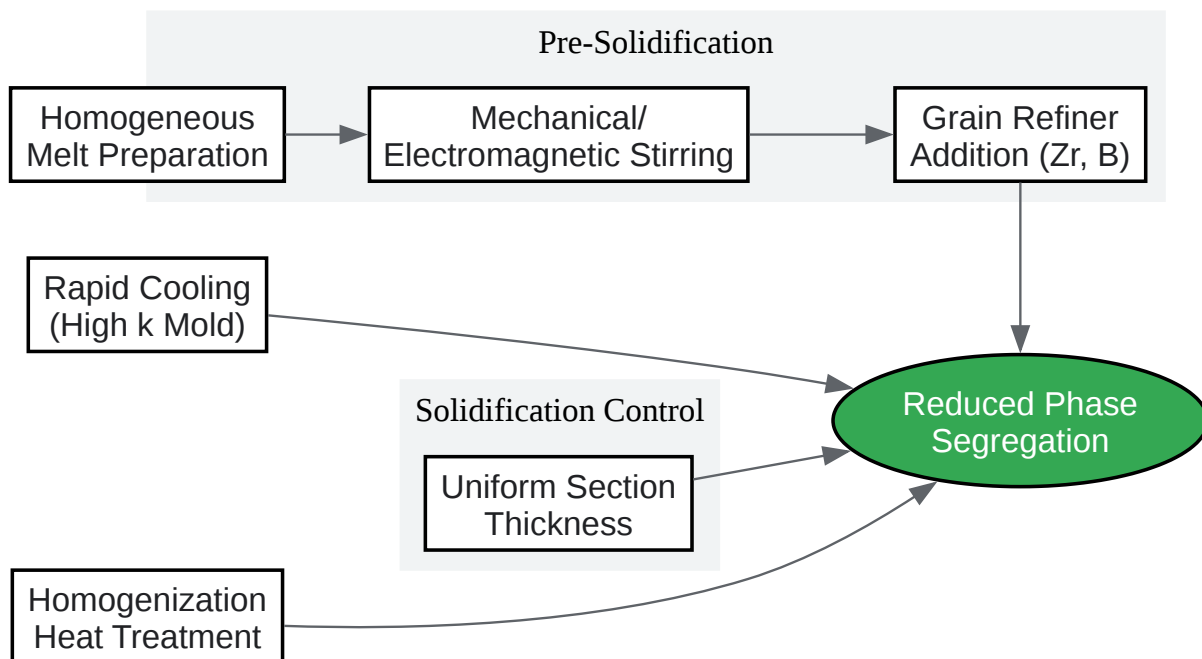 Pre-Solidification
Homogeneous
Melt Preparation
Mechanical/
Electromagnetic Stirring
Grain Refiner
Addition (Zr, B)
Rapid Cooling
(High k Mold)
Solidification Control
Uniform Section
Thickness
Reduced Phase
Segregation
Homogenization
Heat Treatment